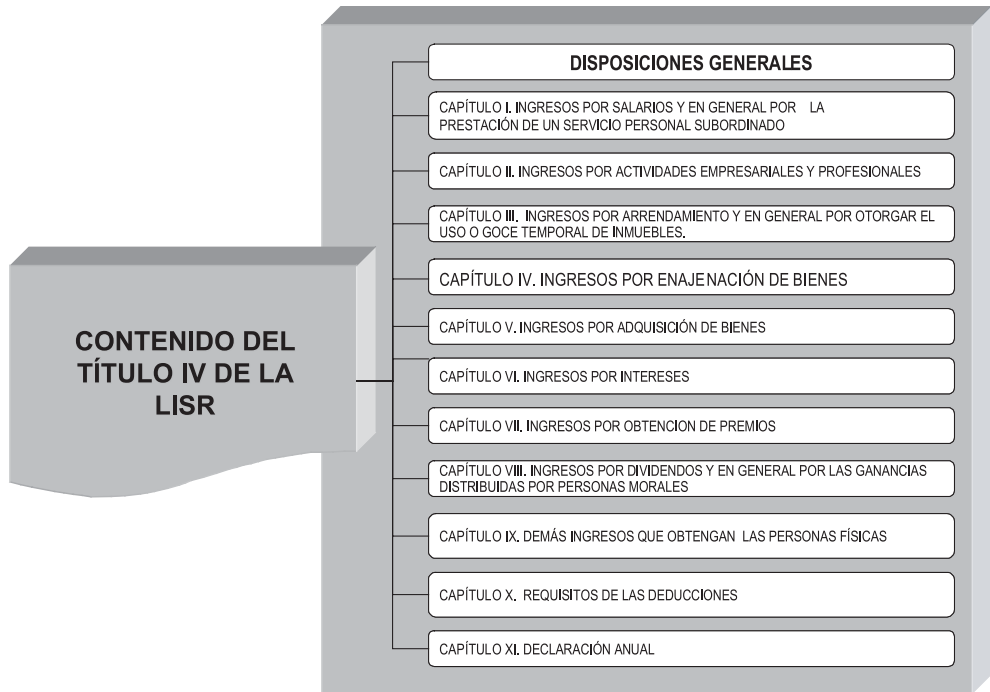 CONTENIDO DEL
TÍTULO IV DE LA
LISR
DISPOSICIONES GENERALES
CAPÍTULO I. INGRESOS POR SALARIOS Y EN GENERAL POR LA
PRESTACIÓN DE UN SERVICIO PERSONAL SUBORDINADO
CAPÍTULO II. INGRESOS POR ACTIVIDADES EMPRESARIALES Y PROFESIONALES
CAPÍTULO III. INGRESOS POR ARRENDAMIENTO Y EN GENERAL POR OTORGAR EL
USO O GOCE TEMPORAL DE INMUEBLES.
CAPÍTULO IV. INGRESOS POR ENAJENACIÓN DE BIENES
CAPÍTULO V. INGRESOS POR ADQUISICIÓN DE BIENES
CAPÍTULO VI. INGRESOS POR INTERESES
CAPÍTULO VII. INGRESOS POR OBTENCION DE PREMIOS
CAPÍTULO VIII. INGRESOS POR DIVIDENDOS Y EN GENERAL POR LAS GANANCIAS
DISTRIBUIDAS POR PERSONAS MORALES
CAPÍTULO IX. DEMÁS INGRESOS QUE OBTENGAN LAS PERSONAS FÍSICAS
CAPÍTULO X. REQUISITOS DE LAS DEDUCCIONES
CAPÍTULO XI. DECLARACIÓN ANUAL